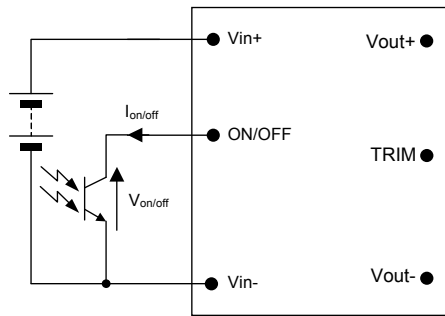 Vin+
Vout+
Ion/off
ON/OFF
TRIM
Von/off
Vin-
Vout-